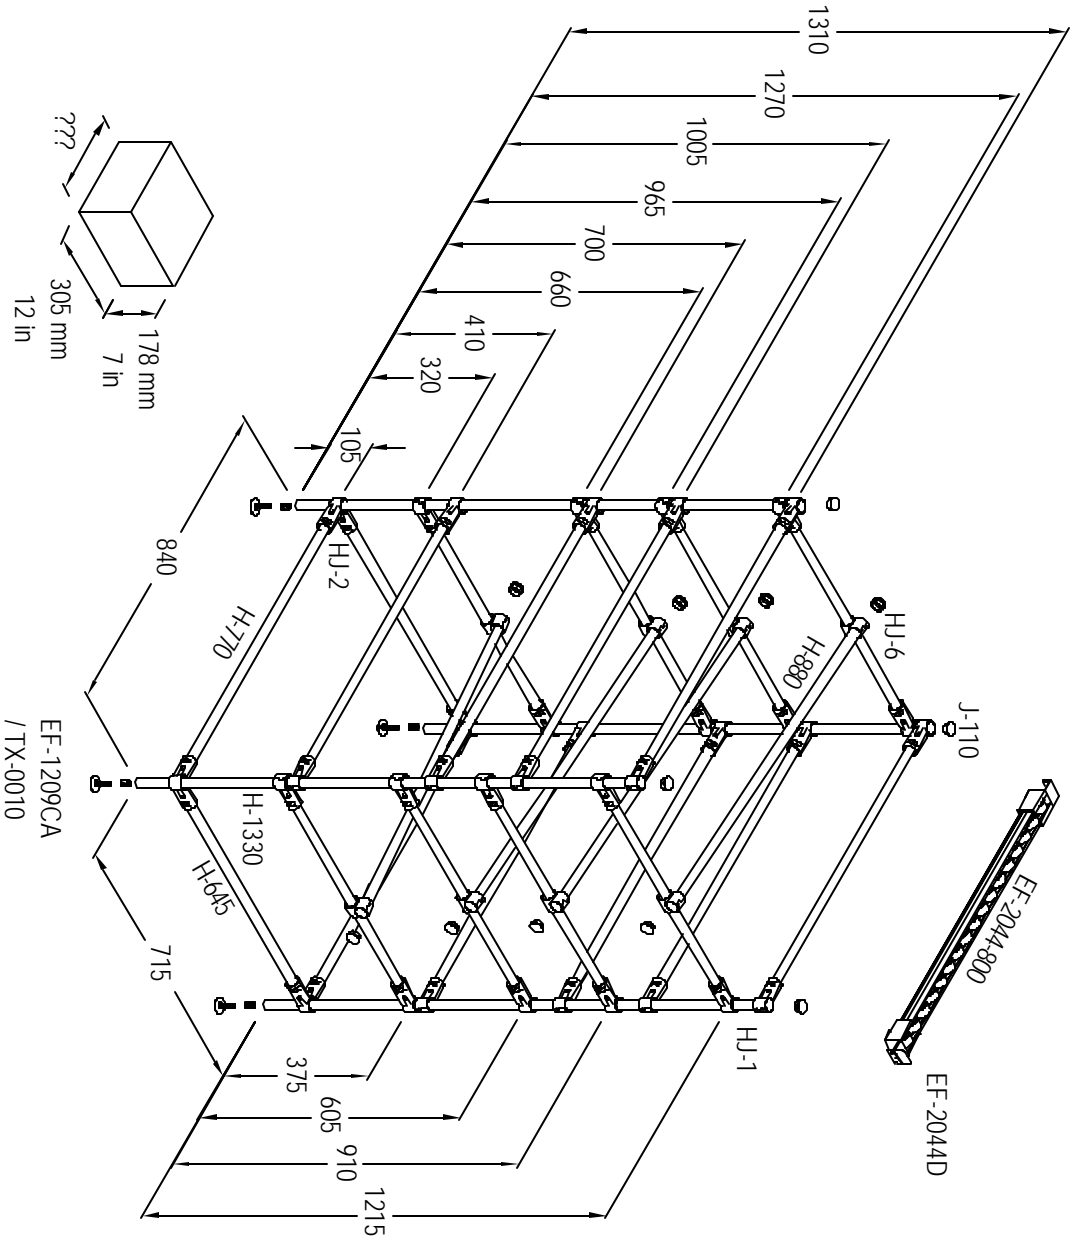 1310
1270
1005
965
700
660
410
320
105
???
305 mm
12 in
178 mm
7 in
840
HJ-2
H-770
HJ-6
H-880
J-110
EF-1209CA
/ TX-0010
H-1330
H-645
715
EF-2044-800
EF-2044D
HJ-1
375
605
910
1215